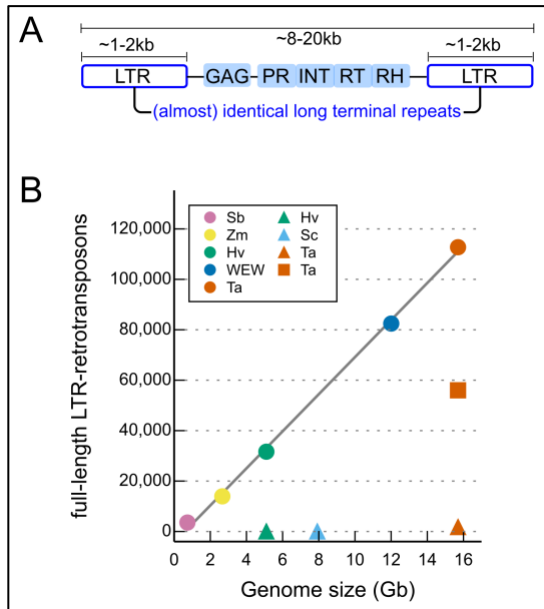 A
~8-20kb
~1-2kb ~1-2kb
LTR GAG PR INT RT RH LTR
(almost) identical long terminal repeats
B
full-length LTR-retrotransposons
120,000
100,000
80,000
60,000
40,000
20,000
0
Sb Hv
Zm Sc
Hv Ta
WEW Ta
Ta
0 2 4 6 8 10 12 14 16
Genome size (Gb)